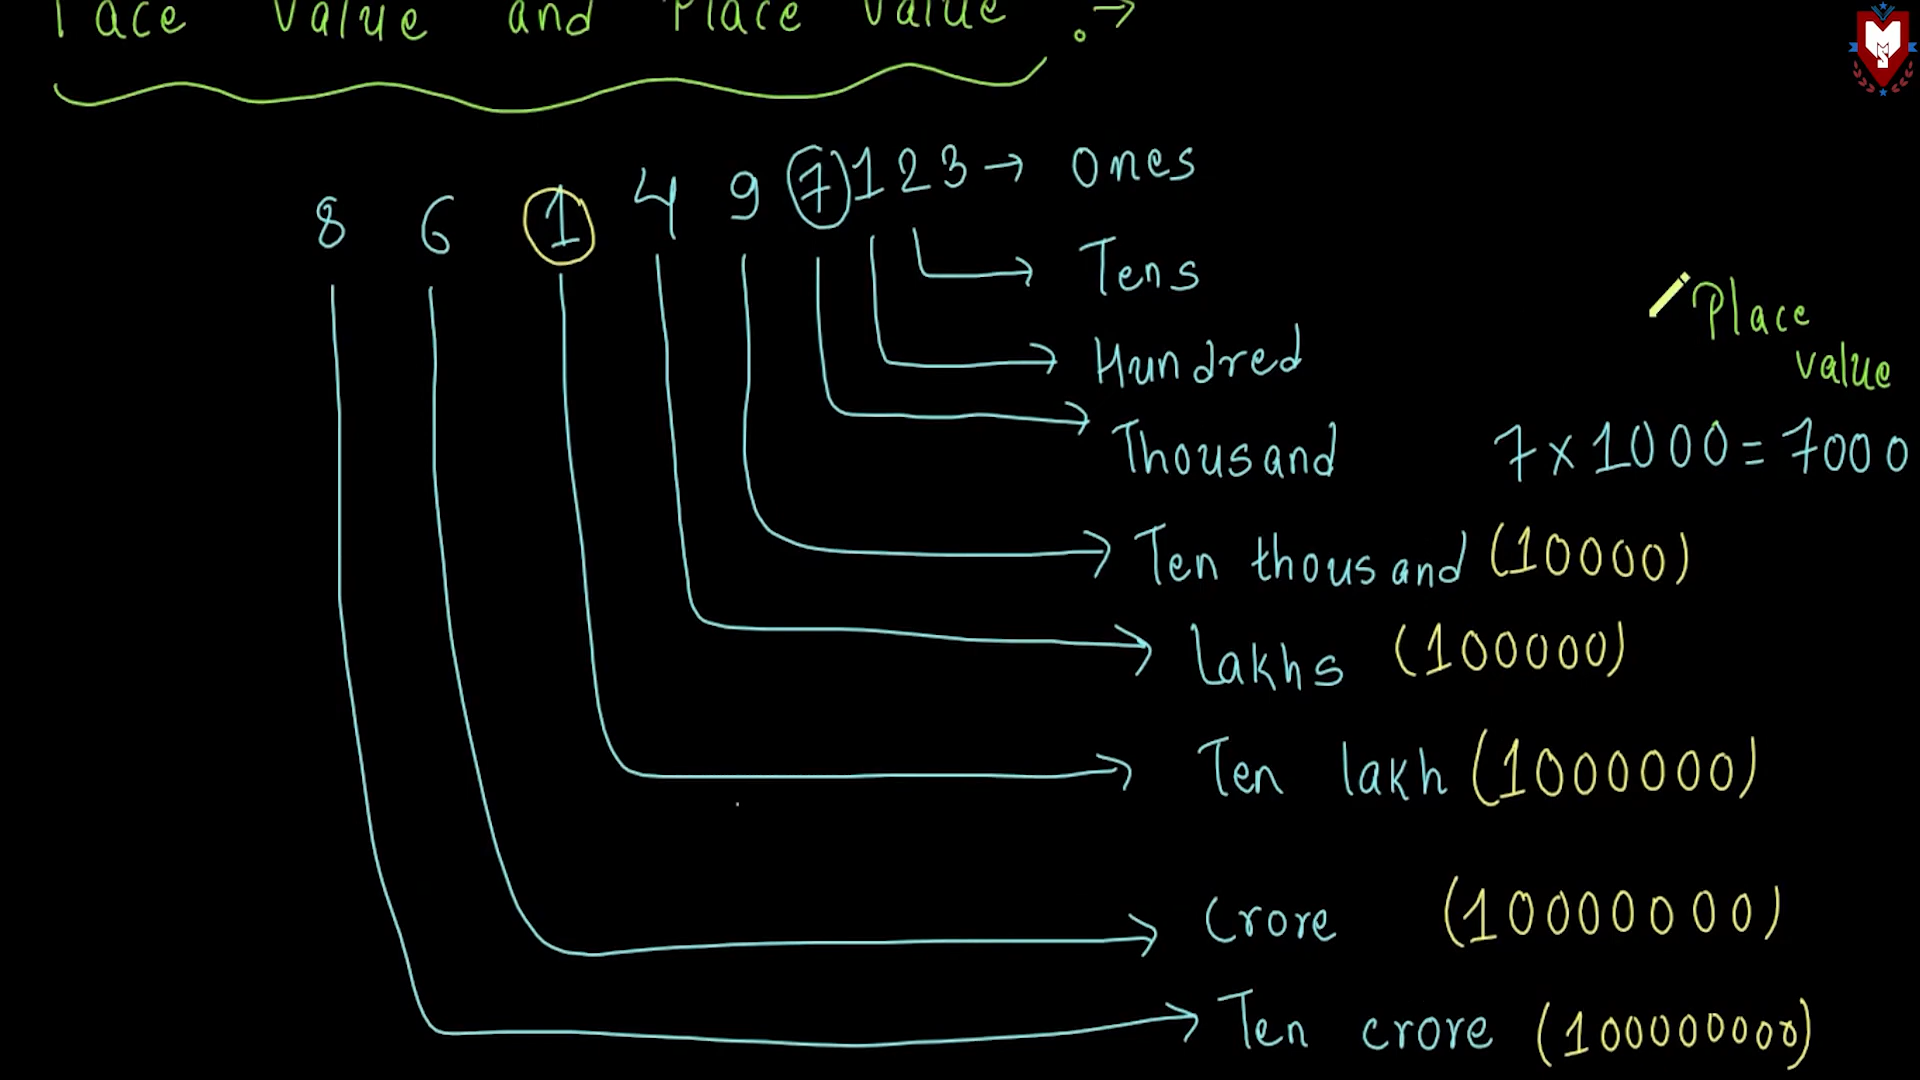 Face Value and Place Value :→
8 6 1 4 9 7 1 2 3 → Ones
Tens
Hundred
Place
value
Thousand 7 x 1000 = 7000
Ten thousand (10000)
Lakhs (100000)
Ten lakh (1000000)
Crore (10000000)
Ten crore (100000000)